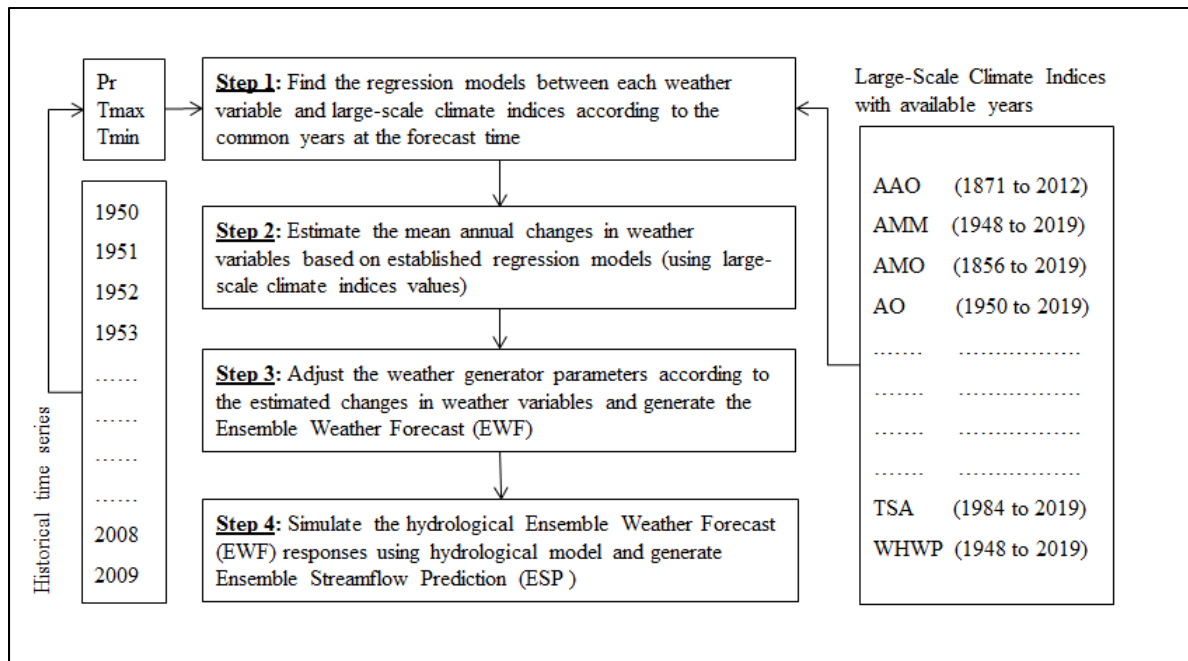 Pr
Tmax
Tmin
Step 1: Find the regression models between each weather
variable and large-scale climate indices according to the
common years at the forecast time
Large-Scale Climate Indices
with available years
Historical time series
1950
1951
1952
1953
......
......
......
......
2008
2009
Step 2: Estimate the mean annual changes in weather
variables based on established regression models (using large-
scale climate indices values)
Step 3: Adjust the weather generator parameters according to
the estimated changes in weather variables and generate the
Ensemble Weather Forecast (EWF)
Step 4: Simulate the hydrological Ensemble Weather Forecast
(EWF) responses using hydrological model and generate
Ensemble Streamflow Prediction (ESP )
AAO (1871 to 2012)
AMM (1948 to 2019)
AMO (1856 to 2019)
AO (1950 to 2019)
....... .................
....... .................
....... .................
....... .................
TSA (1984 to 2019)
WHWP (1948 to 2019)